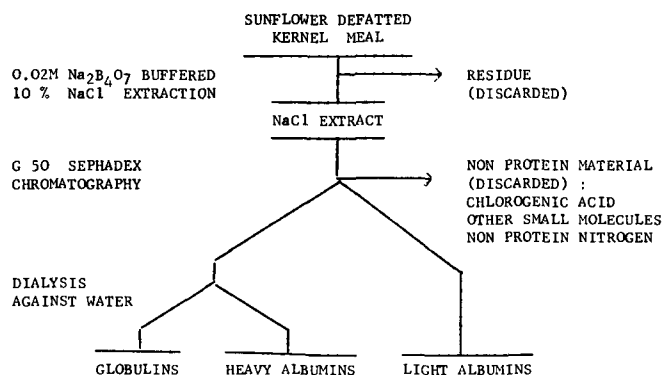 SUNFLOWER DEFATTED
KERNEL MEAL
0.02M Na2B4O7 BUFFERED
10 % NaCl EXTRACTION
RESIDUE
(DISCARDED)
NaCl EXTRACT
G 50 SEPHADEX
CHROMATOGRAPHY
NON PROTEIN MATERIAL
(DISCARDED) :
CHLOROGENIC ACID
OTHER SMALL MOLECULES
NON PROTEIN NITROGEN
DIALYSIS
AGAINST WATER
GLOBULINS
HEAVY ALBUMINS
LIGHT ALBUMINS